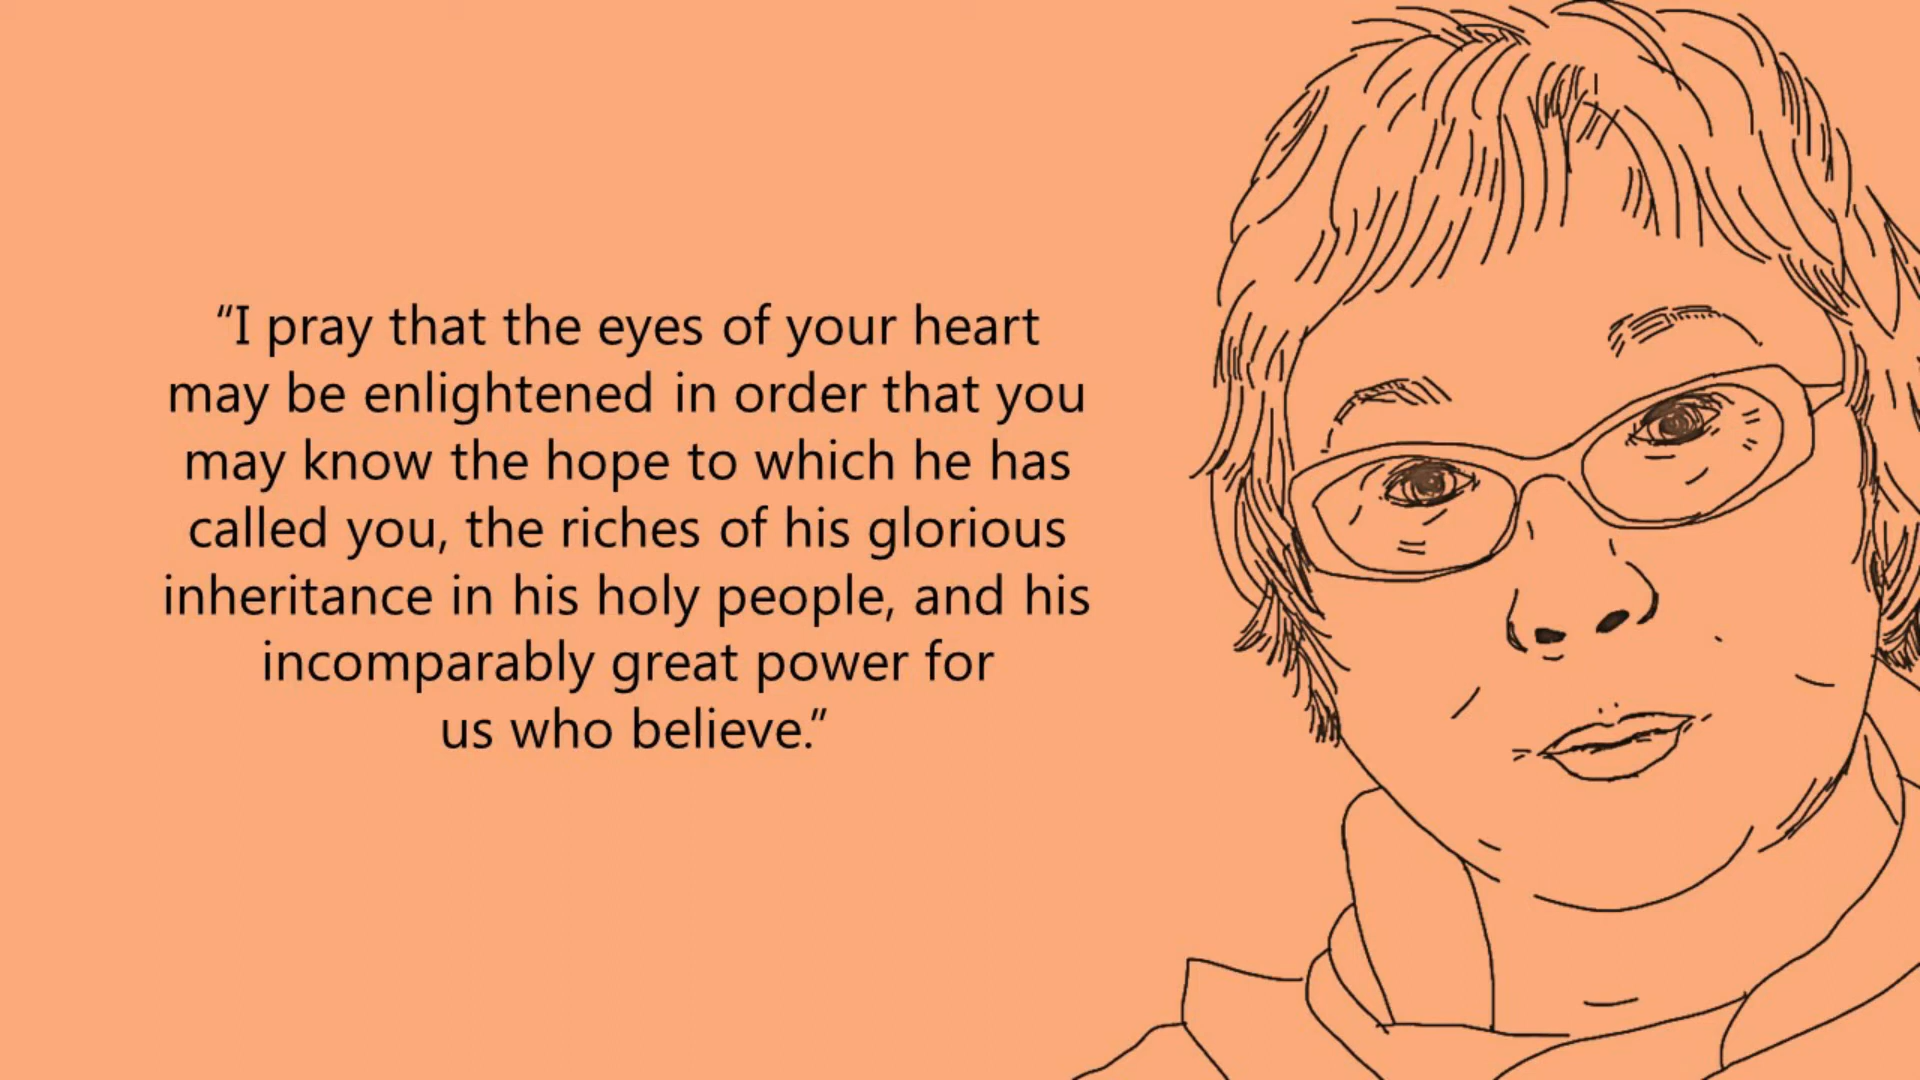 “I pray that the eyes of your heart
may be enlightened in order that you
may know the hope to which he has
called you, the riches of his glorious
inheritance in his holy people, and his
incomparably great power for
us who believe.”